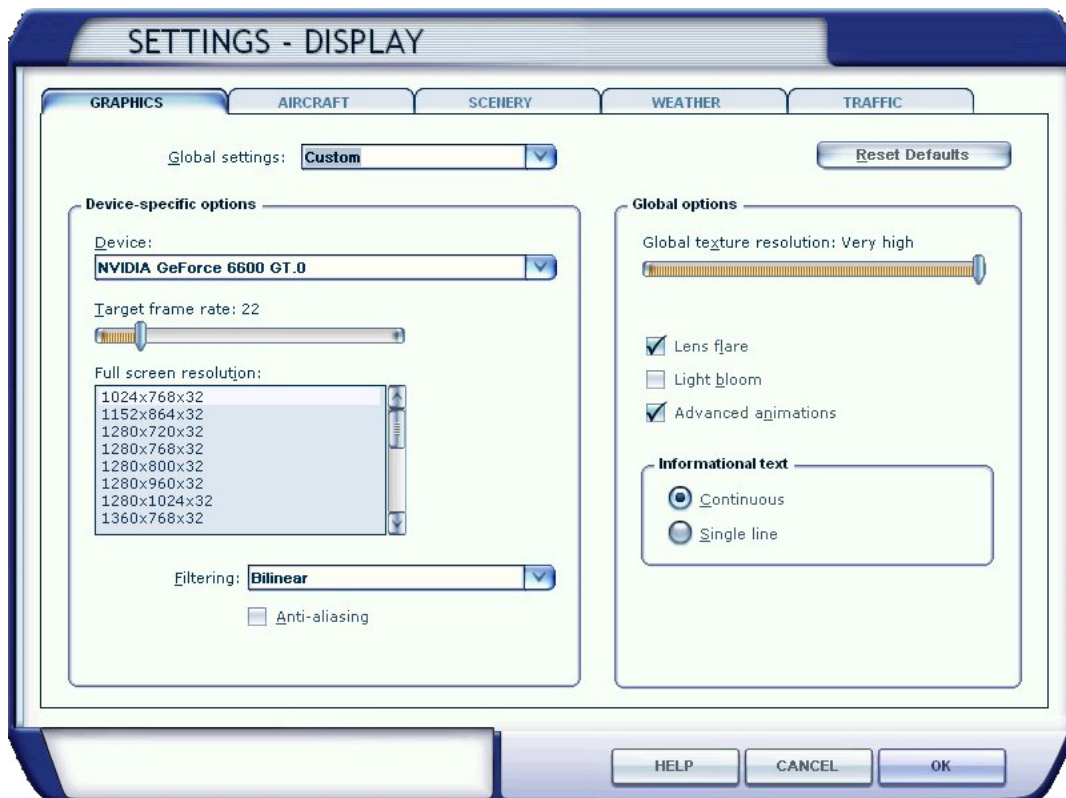 SETTINGS - DISPLAY
GRAPHICS
AIRCRAFT
SCENERY
WEATHER
TRAFFIC
Global settings: Custom
Reset Defaults
Device-specific options
Device:
NVIDIA GeForce 6600 GT.0
Target frame rate: 22
Full screen resolution:
1024x768x32
1152x864x32
1280x720x32
1280x768x32
1280x800x32
1280x960x32
1280x1024x32
1360x768x32
Filtering: Bilinear
Anti-aliasing
Global options
Global texture resolution: Very high
Lens flare
Light bloom
Advanced animations
Informational text
Continuous
Single line
HELP
CANCEL
OK